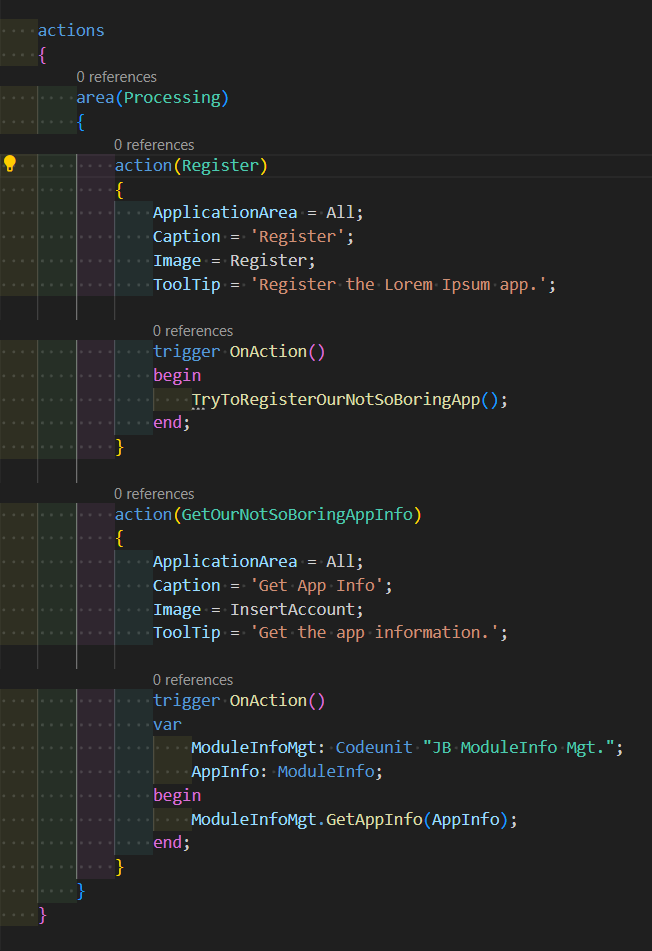 actions
{
0 references
area(Processing)
{
0 references
action(Register)
{
ApplicationArea = All;
Caption = 'Register';
Image = Register;
ToolTip = 'Register the Lorem Ipsum app.';
0 references
trigger OnAction()
begin
TryToRegisterOurNotSoBoringApp();
end;
}
0 references
action(GetOurNotSoBoringAppInfo)
{
ApplicationArea = All;
Caption = 'Get App Info';
Image = InsertAccount;
ToolTip = 'Get the app information.';
0 references
trigger OnAction()
var
ModuleInfoMgt: Codeunit "JB ModuleInfo Mgt.";
AppInfo: ModuleInfo;
begin
ModuleInfoMgt.GetAppInfo(AppInfo);
end;
}
}
}